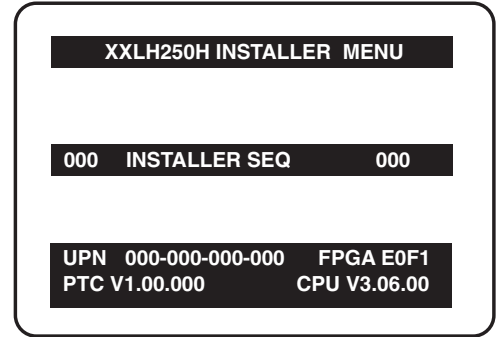 XXLH250H INSTALLER MENU
000 INSTALLER SEQ 000
UPN 000-000-000-000 FPGA E0F1
PTC V1.00.000 CPU V3.06.00